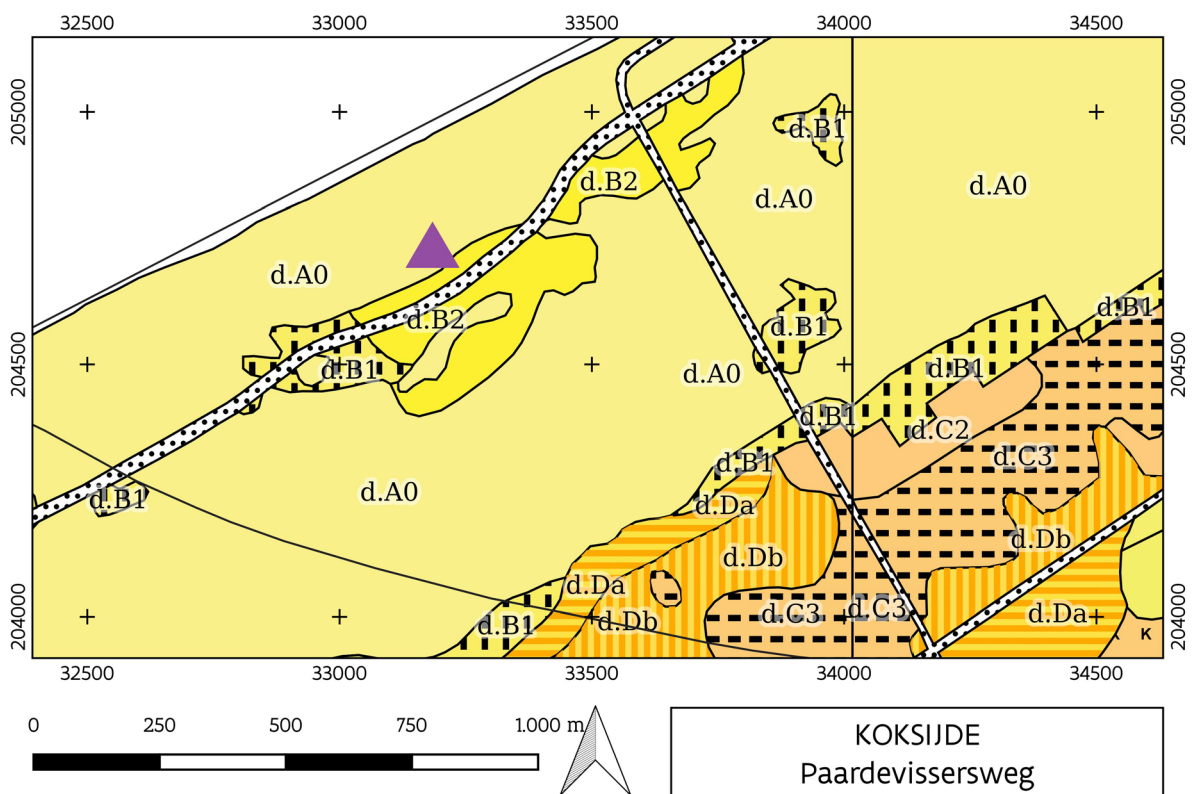 32500 33000 33500 34000 34500
205000 205000
d.B1
d.B2
d.A0 d.A0
d.A0
d.B2 d.B1 d.B1
204500 204500
d.B1 d.A0 d.B1
d.B1 d.C2
d.B1 d.C3
d.B1 d.A0 d.Da
d.Db d.Db
d.Da
d.B1 d.Db d.C3 d.C3 d.Da
204000 K 204000
32500 33000 33500 34000 34500
0 250 500 750 1.000 m
KOKSIJDE
Paardevissersweg